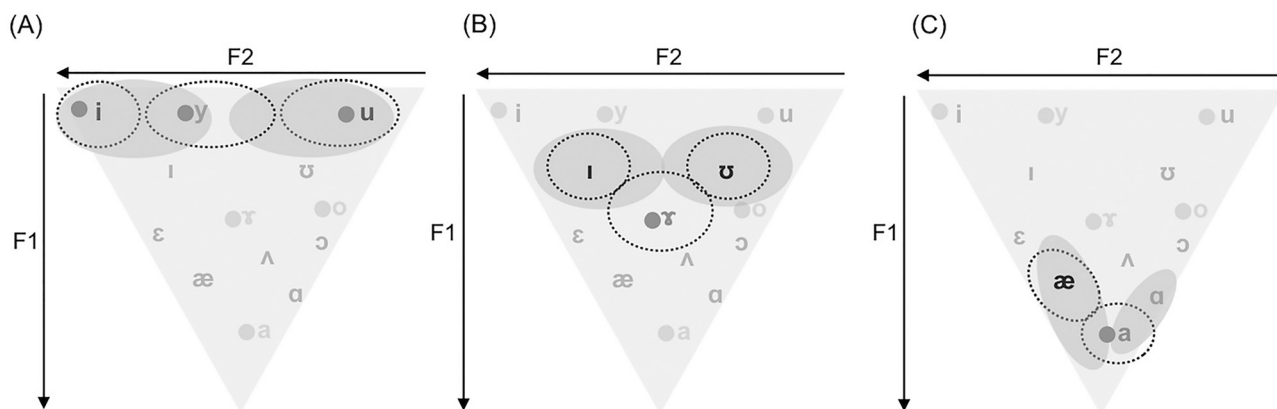 (A)
F2
F1
i
y
u
ɪ
ʊ
ɤ
o
ɛ
ɔ
ʌ
æ
ɑ
a
(B)
F2
F1
i
y
u
ɪ
ʊ
ɤ
o
ɛ
ɔ
ʌ
æ
ɑ
a
(C)
F2
F1
i
y
u
ɪ
ʊ
ɤ
o
ɛ
ɔ
ʌ
æ
ɑ
a